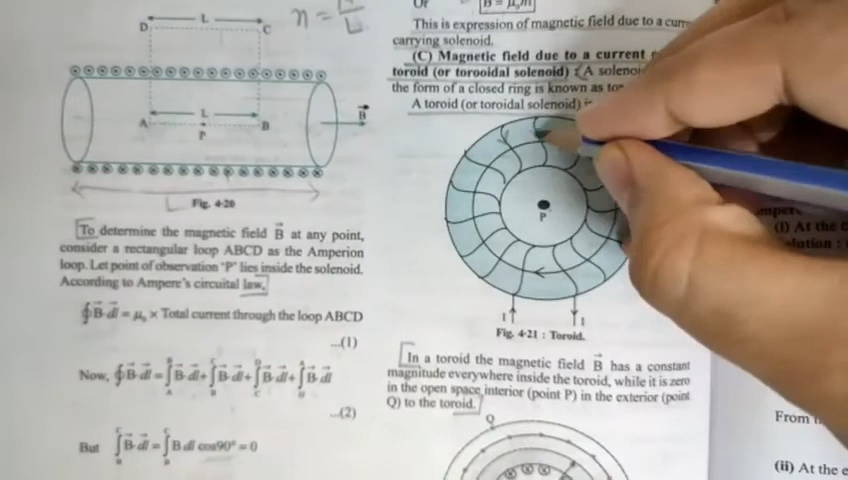 n =
L
D
C
L
A
B
P
B
L
Fig. 4·20
To determine the magnetic field B⃗ at any point,
consider a rectangular loop ABCD as the Amperion
loop. Let point of observation 'P' lies inside the solenoid.
According to Ampere's circuital law,
∮B⃗·dl⃗ = μ₀ × Total current through the loop ABCD
...(1)
Now, ∮B⃗·dl⃗ = ∫ₐᴮ B⃗·dl⃗ + ∫ B⃗·dl⃗ + ∫ B⃗·dl⃗ + ∫ B⃗·dl⃗
...(2)
But ∫ B⃗·dl⃗ = ∫ B dl cos90° = 0
Or B = μ₀ n I
This is expression of magnetic field due to a
carrying solenoid.
(C) Magnetic field due to a current
toroid (or torooidal solenoid) : A
the form of a closed ring is known as
A toroid (or toroidal solenoid)
P
I
I
Fig. 4·21 : Toroid.
In a toroid the magnetic field B⃗ has a constant
magnitude everywhere inside the toroid, while it is zero
in the open space interior (point P) in the exterior (point
Q) to the toroid.
Q
(i) At the
From
(ii) At the